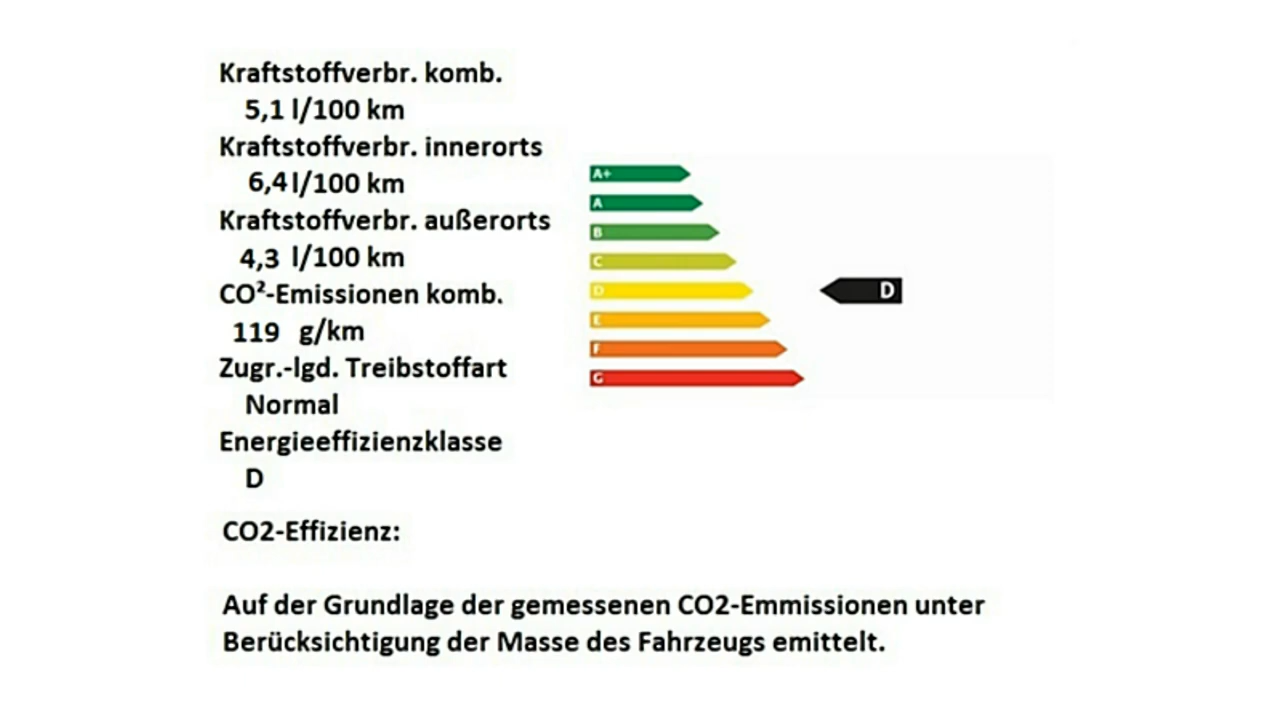 Kraftstoffverbr. komb.
5,1 l/100 km
Kraftstoffverbr. innerorts
6,4 l/100 km
Kraftstoffverbr. außerorts
4,3 l/100 km
CO²-Emissionen komb.
119 g/km
Zugr.-lgd. Treibstoffart
Normal
Energieeffizienzklasse
D
A+
A
B
C
D
E
F
G
D
CO2-Effizienz:
Auf der Grundlage der gemessenen CO2-Emmissionen unter
Berücksichtigung der Masse des Fahrzeugs emittelt.